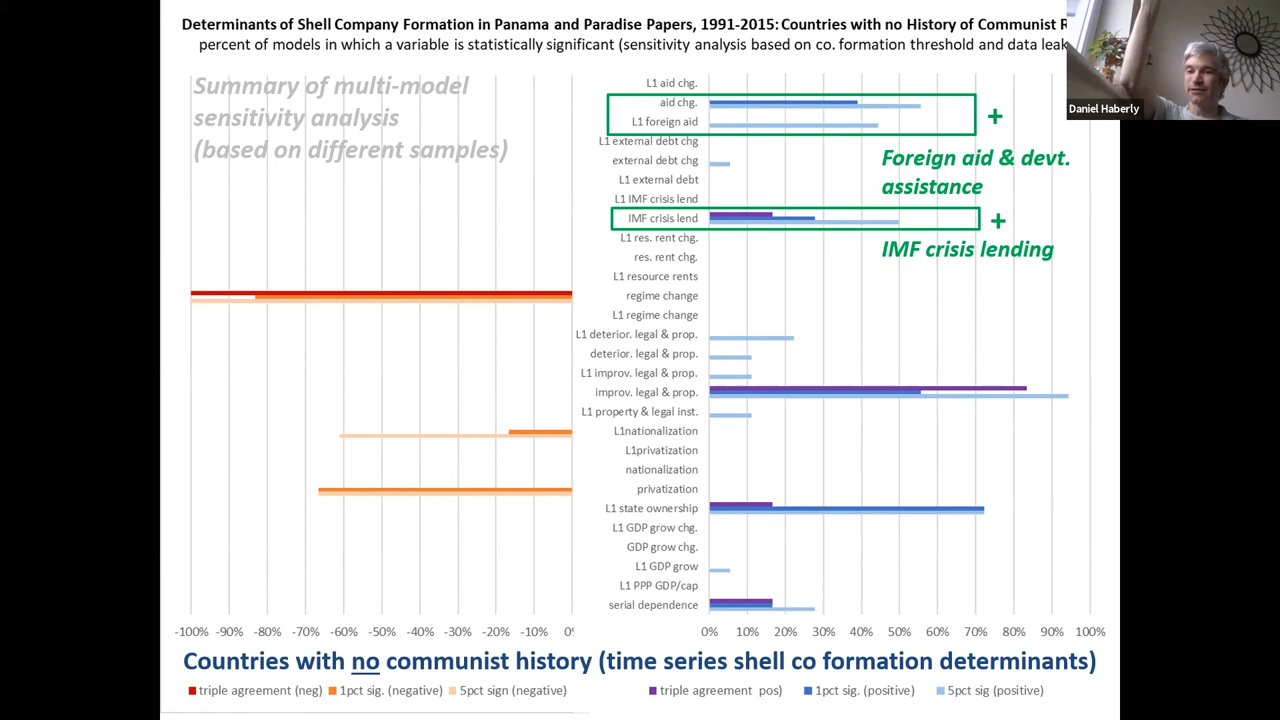 Determinants of Shell Company Formation in Panama and Paradise Papers, 1991-2015: Countries with no History of Communist R
percent of models in which a variable is statistically significant (sensitivity analysis based on co. formation threshold and data leak
Daniel Haberly
Summary of multi-model
sensitivity analysis
(based on different samples)
L1 aid chg.
aid chg.
L1 foreign aid
L1 external debt chg
external debt chg
L1 external debt
L1 IMF crisis lend
IMF crisis lend
L1 res. rent chg.
res. rent chg.
L1 resource rents
regime change
L1 regime change
L1 deterior. legal & prop.
deterior. legal & prop.
L1 improv. legal & prop.
improv. legal & prop.
L1 property & legal inst.
L1nationalization
L1privatization
nationalization
privatization
L1 state ownership
L1 GDP grow chg.
GDP grow chg.
L1 GDP grow
L1 PPP GDP/cap
serial dependence
+
Foreign aid & devt.
assistance
+
IMF crisis lending
-100% -90% -80% -70% -60% -50% -40% -30% -20% -10% -0%
0% 10% 20% 30% 40% 50% 60% 70% 80% 90% 100%
Countries with no communist history (time series shell co formation determinants)
triple agreement (neg) 1pct sig. (negative) 5pct sign (negative)
triple agreement pos) 1pct sig. (positive) 5pct sig (positive)